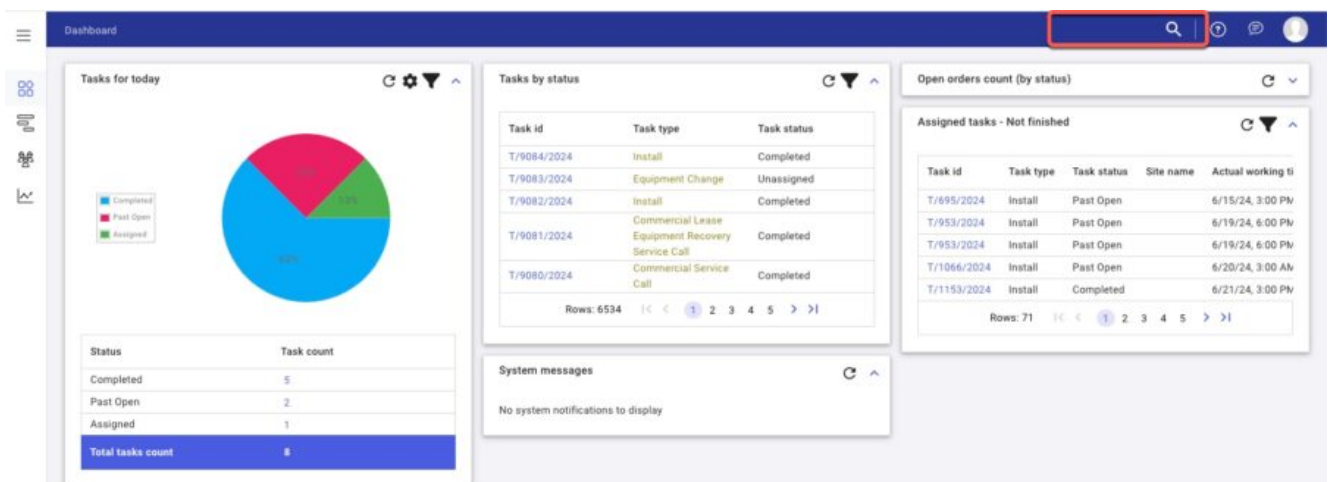 Dashboard
Tasks for today
Completed
Past Open
Assigned
Status Task count
Completed 5
Past Open 2
Assigned 1
Total tasks count 8
Tasks by status
Task id Task type Task status
T/9084/2024 Install Completed
T/9083/2024 Equipment Change Unassigned
T/9082/2024 Install Completed
Commercial Lease
T/9081/2024 Equipment Recovery Completed
Service Call
Commercial Service
T/9080/2024 Completed
Call
Rows: 6534 1 2 3 4 5
System messages
No system notifications to display
Open orders count (by status)
Assigned tasks - Not finished
Task id Task type Task status Site name Actual working ti
T/695/2024 Install Past Open 6/15/24, 3:00 PM
T/953/2024 Install Past Open 6/19/24, 6:00 PM
T/953/2024 Install Past Open 6/19/24, 6:00 PM
T/1066/2024 Install Past Open 6/20/24, 3:00 AM
T/1153/2024 Install Completed 6/21/24, 3:00 PM
Rows: 71 1 2 3 4 5